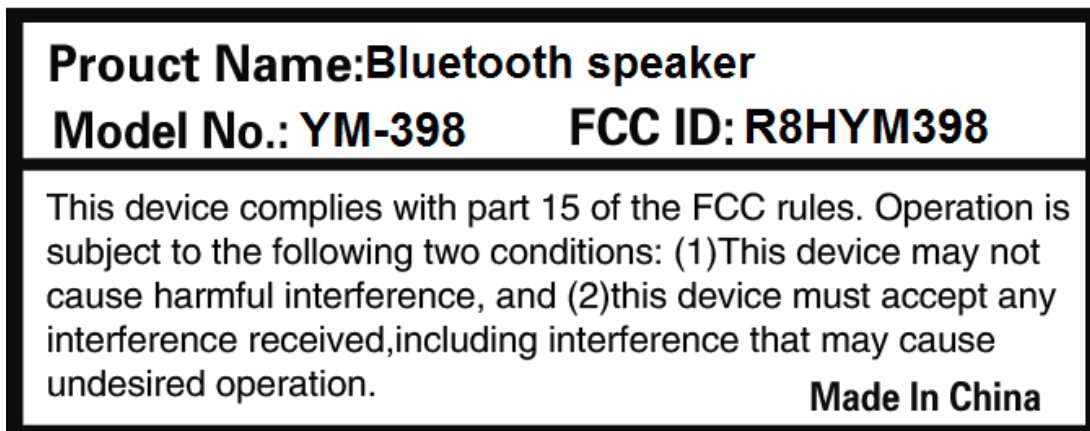 Prouct Name:Bluetooth speaker
Model No.: YM-398 FCC ID: R8HYM398
This device complies with part 15 of the FCC rules. Operation is
subject to the following two conditions: (1)This device may not
cause harmful interference, and (2)this device must accept any
interference received,including interference that may cause
undesired operation.
Made In China